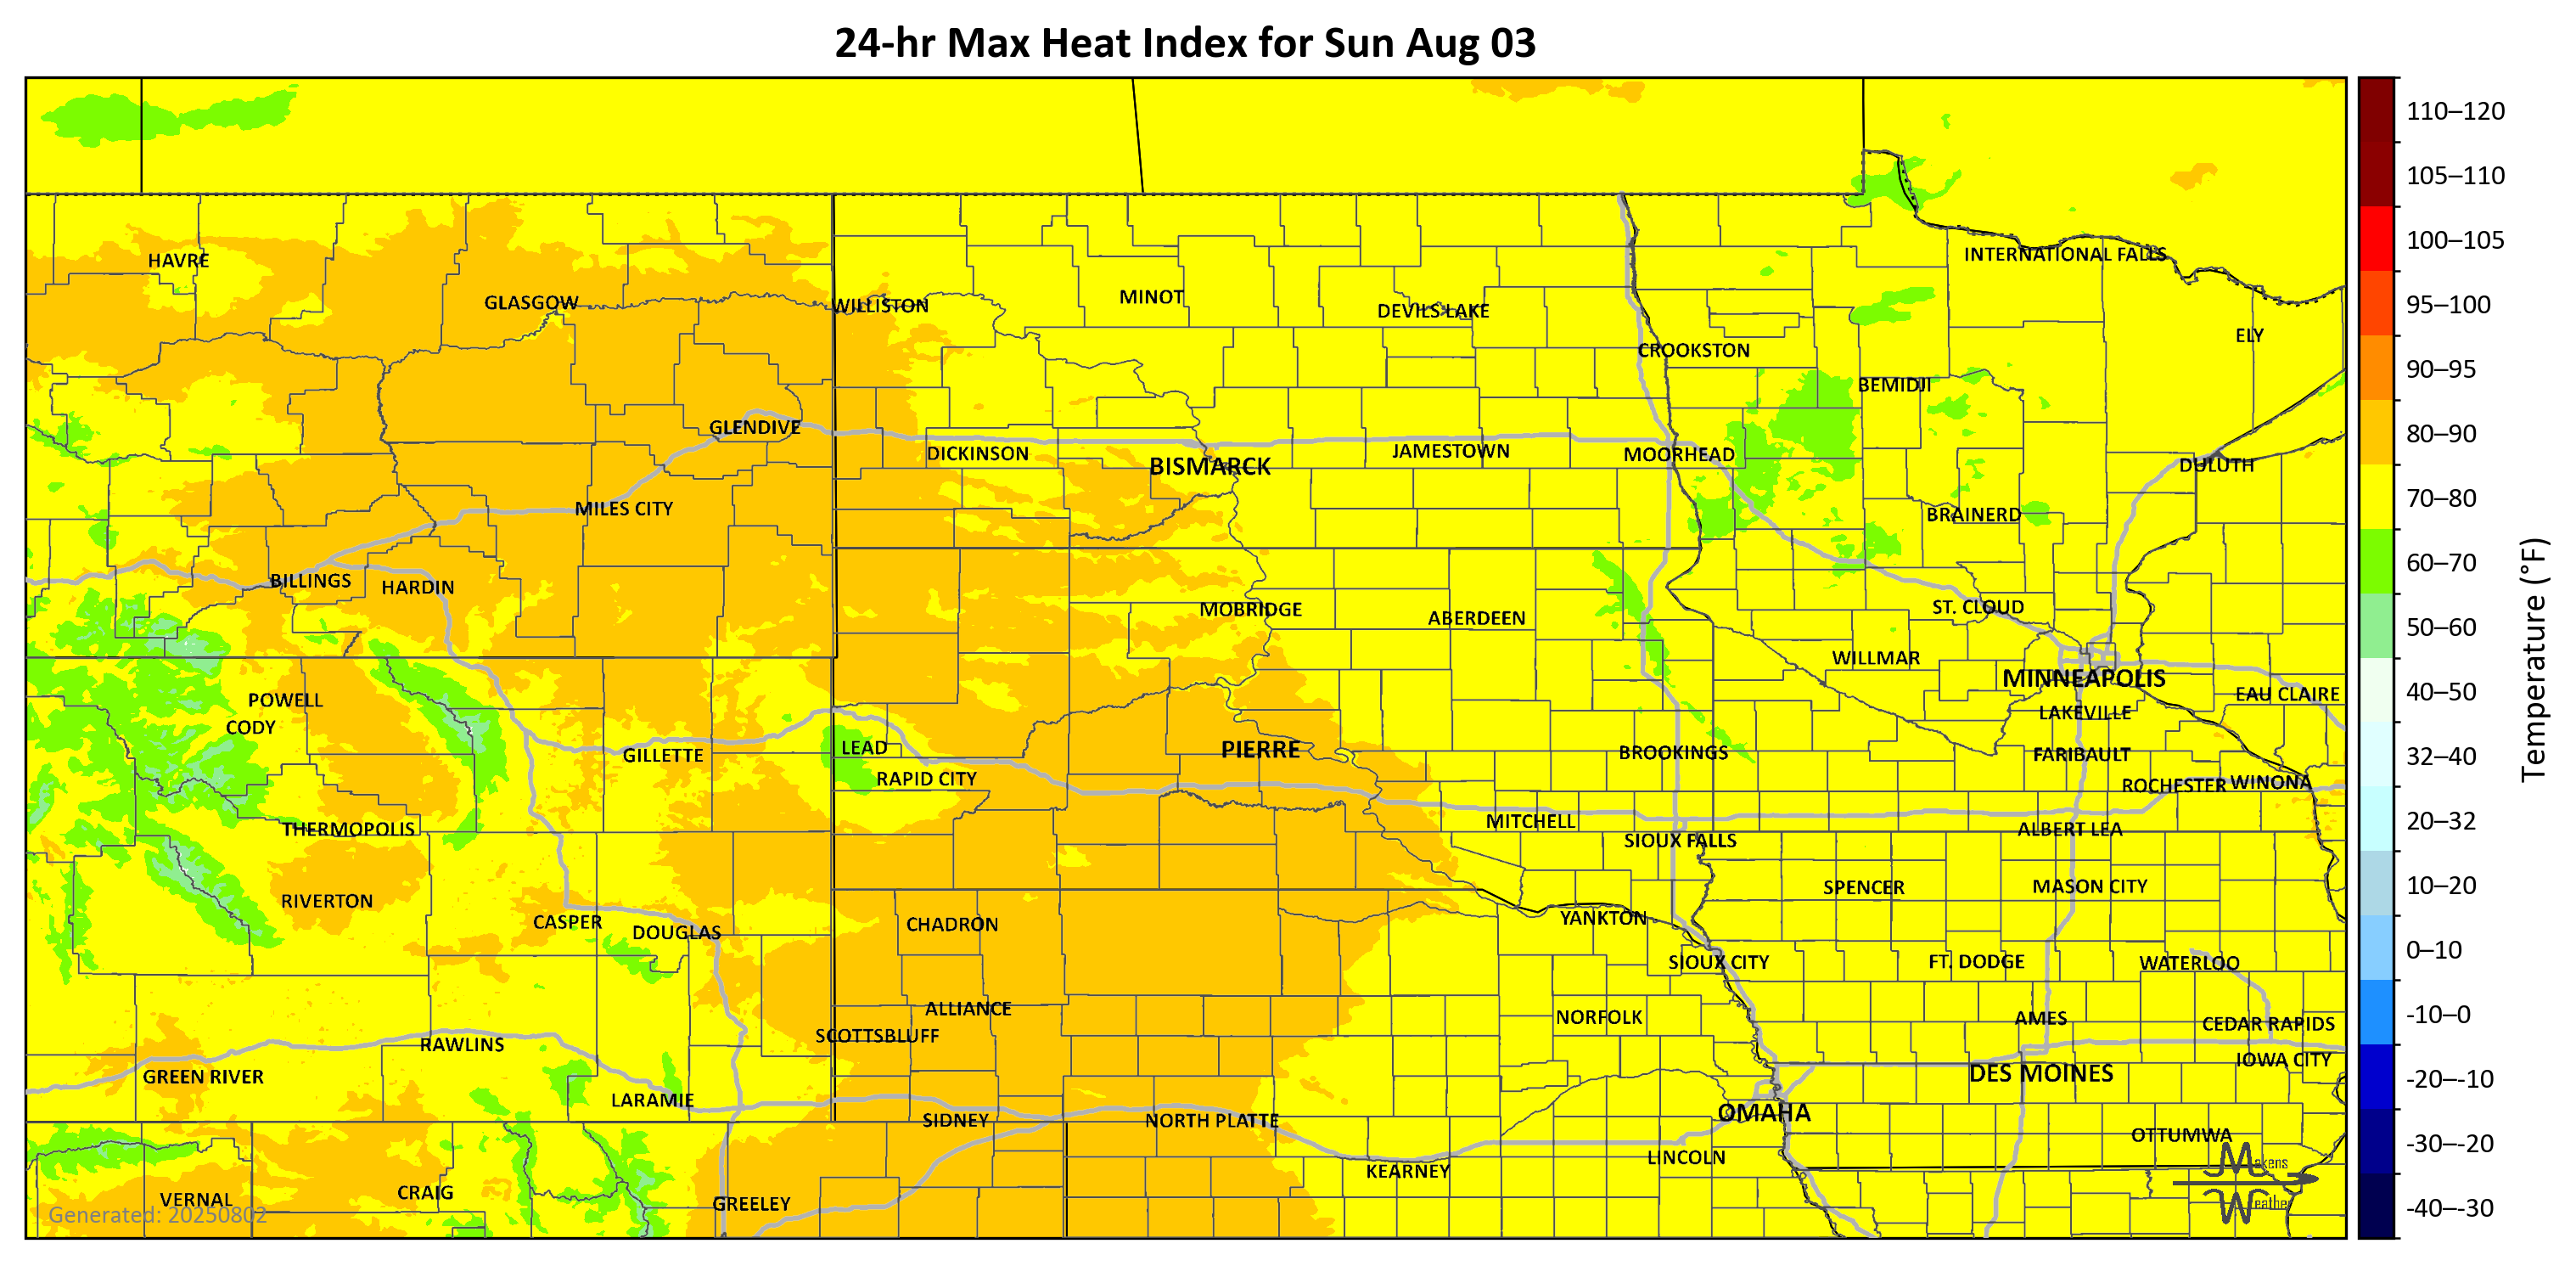 24-hr Max Heat Index for Sun Aug 03
HAVRE
GLASGOW
WILLISTON
MINOT
DEVILS LAKE
CROOKSTON
INTERNATIONAL FALLS
ELY
BEMIDJI
GLENDIVE
DICKINSON
BISMARCK
JAMESTOWN
MOORHEAD
DULUTH
MILES CITY
BRAINERD
BILLINGS
HARDIN
MOBRIDGE
ABERDEEN
ST. CLOUD
WILLMAR
MINNEAPOLIS
EAU CLAIRE
POWELL
CODY
LAKEVILLE
GILLETTE
LEAD
RAPID CITY
PIERRE
BROOKINGS
FARIBAULT
ROCHESTER
WINONA
THERMOPOLIS
MITCHELL
SIOUX FALLS
ALBERT LEA
RIVERTON
SPENCER
MASON CITY
CASPER
DOUGLAS
CHADRON
YANKTON
SIOUX CITY
FT. DODGE
WATERLOO
ALLIANCE
SCOTTSBLUFF
NORFOLK
AMES
CEDAR RAPIDS
RAWLINS
IOWA CITY
GREEN RIVER
DES MOINES
LARAMIE
SIDNEY
NORTH PLATTE
OMAHA
OTTUMWA
KEARNEY
LINCOLN
VERNAL
CRAIG
GREELEY
Generated: 20250802
Makens
Weather
110–120
105–110
100–105
95–100
90–95
80–90
70–80
60–70
50–60
40–50
32–40
20–32
10–20
0–10
-10–0
-20–-10
-30–-20
-40–-30
Temperature (°F)